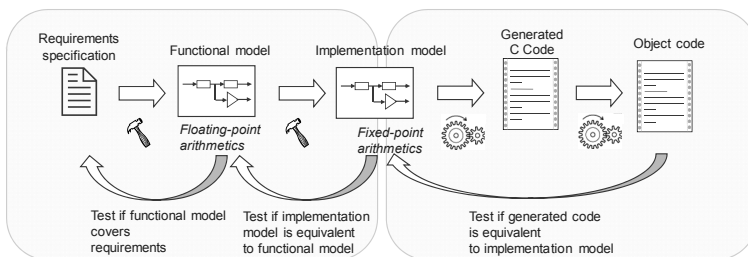 Requirements
specification
Functional model
Implementation model
Generated
C Code
Object code
Floating-point
arithmetics
Fixed-point
arithmetics
Test if functional model
covers
requirements
Test if implementation
model is equivalent
to functional model
Test if generated code
is equivalent
to implementation model